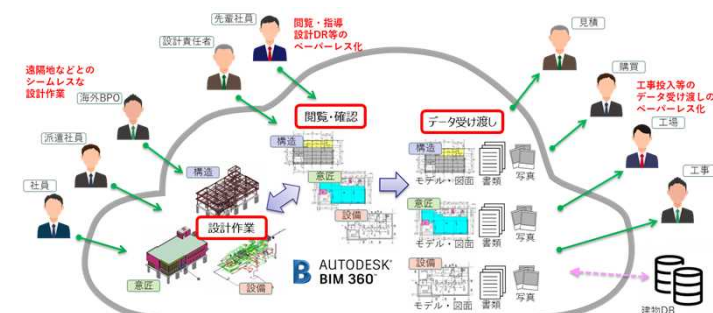 先輩社員
閲覧・指導
設計DR等の
ペーパーレス化
見積
設計責任者
購買
遠隔地などとの
シームレスな
設計作業
海外BPO
工事投入等の
データ受け渡しの
ペーパーレス化
閲覧・確認
データ受け渡し
工場
派遣社員
構造
構造
構造
モデル・図面
書類
写真
工事
社員
意匠
意匠
設計作業
設備
モデル・図面
書類
写真
意匠
設備
AUTODESK
BIM 360
設備
モデル・図面
書類
写真
建物DB